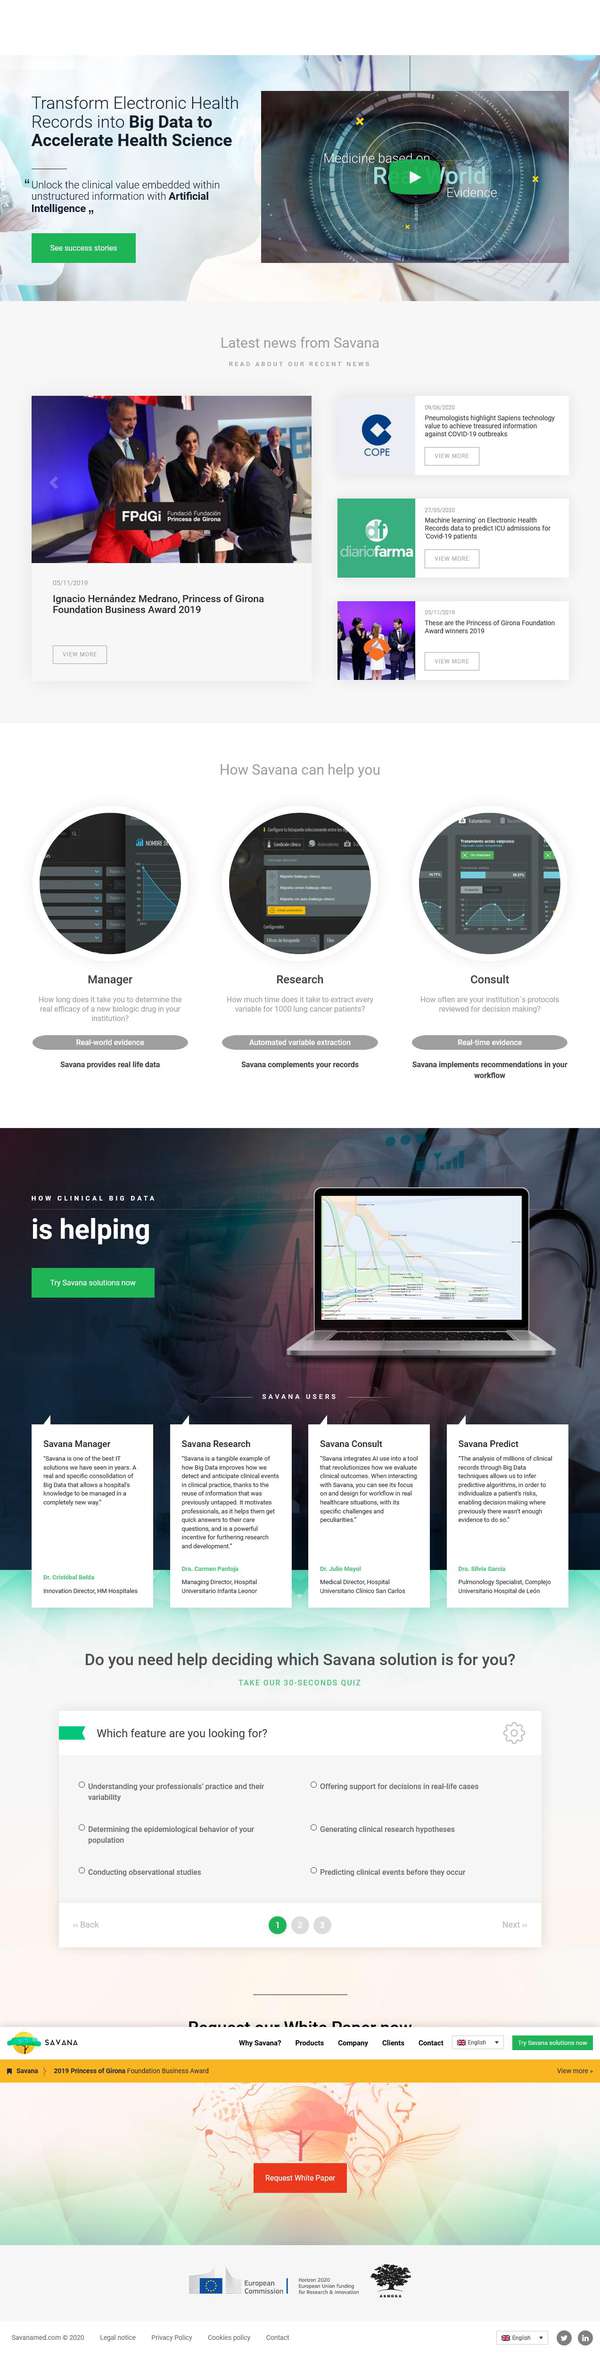 Transform Electronic Health
Records into Big Data to
Accelerate Health Science
“ Unlock the clinical value embedded within
unstructured information with Artificial
Intelligence „
See success stories
Medicine based on
World
Evidence
Latest news from Savana
READ ABOUT OUR RECENT NEWS
FPdGi Fundació Fundación
Princesa de Girona
05/11/2019
Ignacio Hernández Medrano, Princess of Girona
Foundation Business Award 2019
VIEW MORE
COPE
09/06/2020
Pneumologists highlight Sapiens technology
value to achieve treasured information
against COVID-19 outbreaks
VIEW MORE
diariofarma
27/05/2020
Machine learning' on Electronic Health
Records data to predict ICU admissions for
'Covid-19 patients
VIEW MORE
20/11/2019
These are the Princess of Girona Foundation
Award winners 2019
VIEW MORE
How Savana can help you
Manager
How long does it take you to determine the
real efficacy of a new biologic drug in your
institution?
Real-world evidence
Savana provides real life data
Research
How much time does it take to extract every
variable for 1000 lung cancer patients?
Automated variable extraction
Savana complements your records
Consult
How often are your institution´s protocols
reviewed for decision making?
Real-time evidence
Savana implements recommendations in your
workflow
HOW CLINICAL BIG DATA
is helping
Try Savana solutions now
SAVANA USERS
Savana Manager
"Savana is one of the best IT
solutions we have seen in years. A
real and specific consolidation of
Big Data that allows a hospital's
knowledge to be managed in a
completely new way."
Dr. Cristóbal Belda
Innovation Director, HM Hospitales
Savana Research
"Savana is a tangible example of
how Big Data improves how we
detect and anticipate clinical events
in clinical practice, thanks to the
reuse of information that was
previously untapped. It motivates
professionals, as it helps them get
quick answers to their care
questions, and is a powerful
incentive for furthering research
and development."
Dra. Carmen Pantoja
Managing Director, Hospital
Universitario Infanta Leonor
Savana Consult
"Savana integrates AI use into a tool
that revolutionizes how we evaluate
clinical outcomes. When interacting
with Savana, you can see its focus
on and design for workflow in real
healthcare situations, with its
specific challenges and
peculiarities."
Dr. Julio Mayol
Medical Director, Hospital
Universitario Clínico San Carlos
Savana Predict
"The analysis of millions of clinical
records through Big Data
techniques allows us to infer
predictive algorithms, in order to
individualize a patient's risks,
enabling decision making where
previously there wasn't enough
evidence to do so."
Dra. Silvia García
Pulmonology Specialist, Complejo
Universitario Hospital de León
Do you need help deciding which Savana solution is for you?
TAKE OUR 30-SECONDS QUIZ
Which feature are you looking for?
Understanding your professionals' practice and their
variability
Offering support for decisions in real-life cases
Determining the epidemiological behavior of your
population
Generating clinical research hypotheses
Conducting observational studies
Predicting clinical events before they occur
‹‹ Back
1 2 3
Next ››
Request our White Paper now
SAVANA
Why Savana? Products Company Clients Contact English Try Savana solutions now
Savana 2019 Princess of Girona Foundation Business Award View more »
Request White Paper
European
Commission
Horizon 2020
European Union funding
for Research & Innovation
Savanamed.com © 2020 Legal notice Privacy Policy Cookies policy Contact English